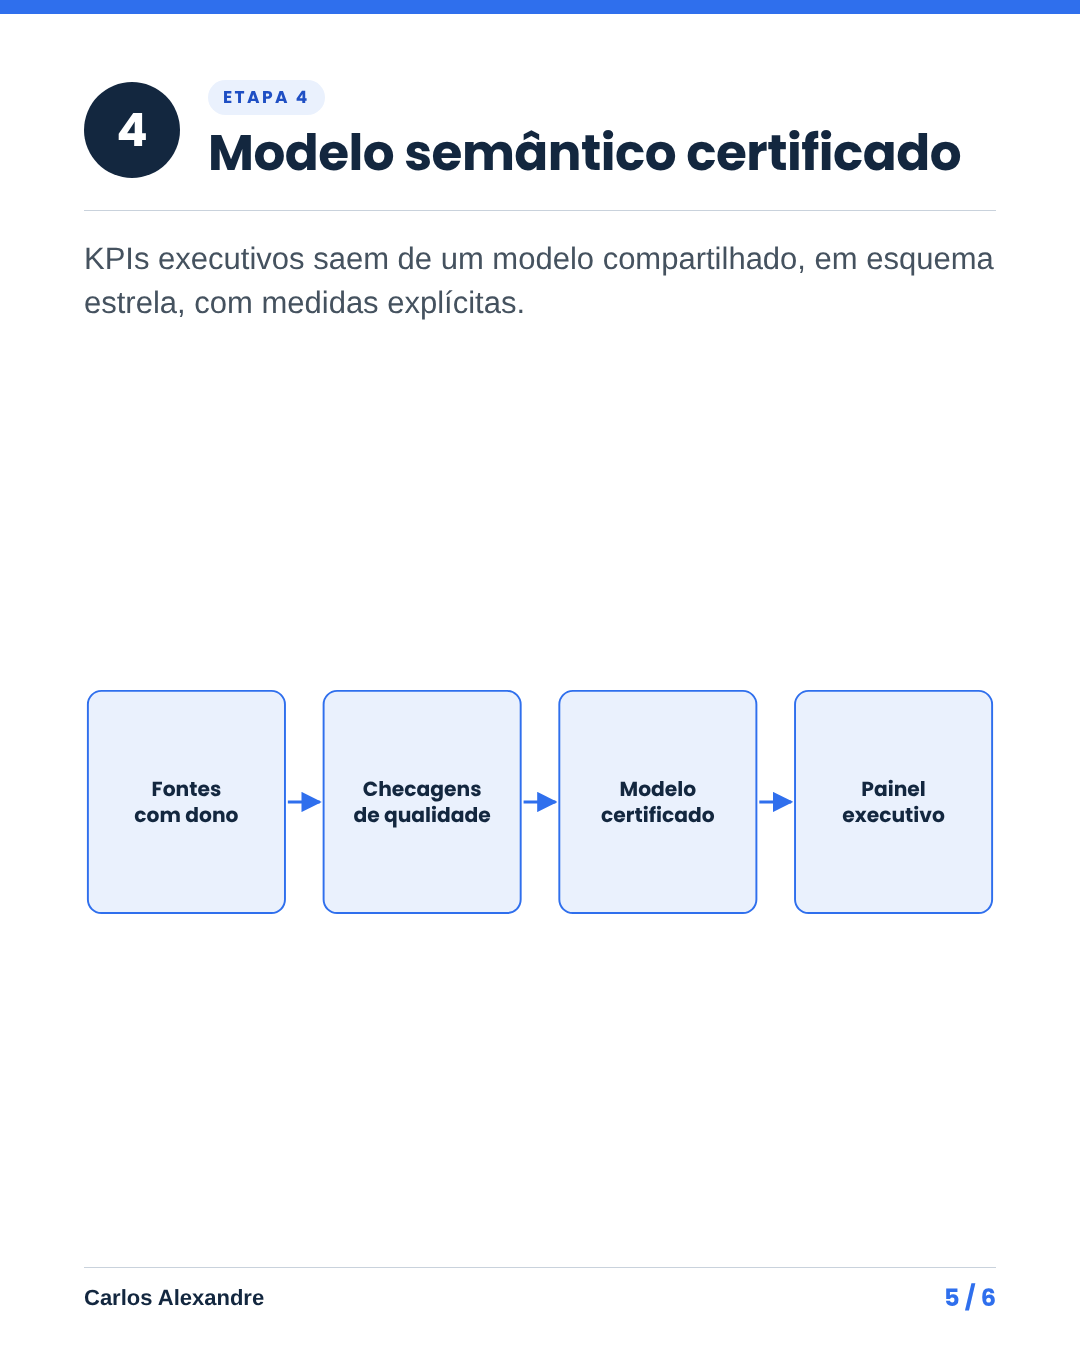 4
ETAPA 4
Modelo semântico certificado
KPIs executivos saem de um modelo compartilhado, em esquema
estrela, com medidas explícitas.
Fontes
com dono
Checagens
de qualidade
Modelo
certificado
Painel
executivo
Carlos Alexandre
5 / 6